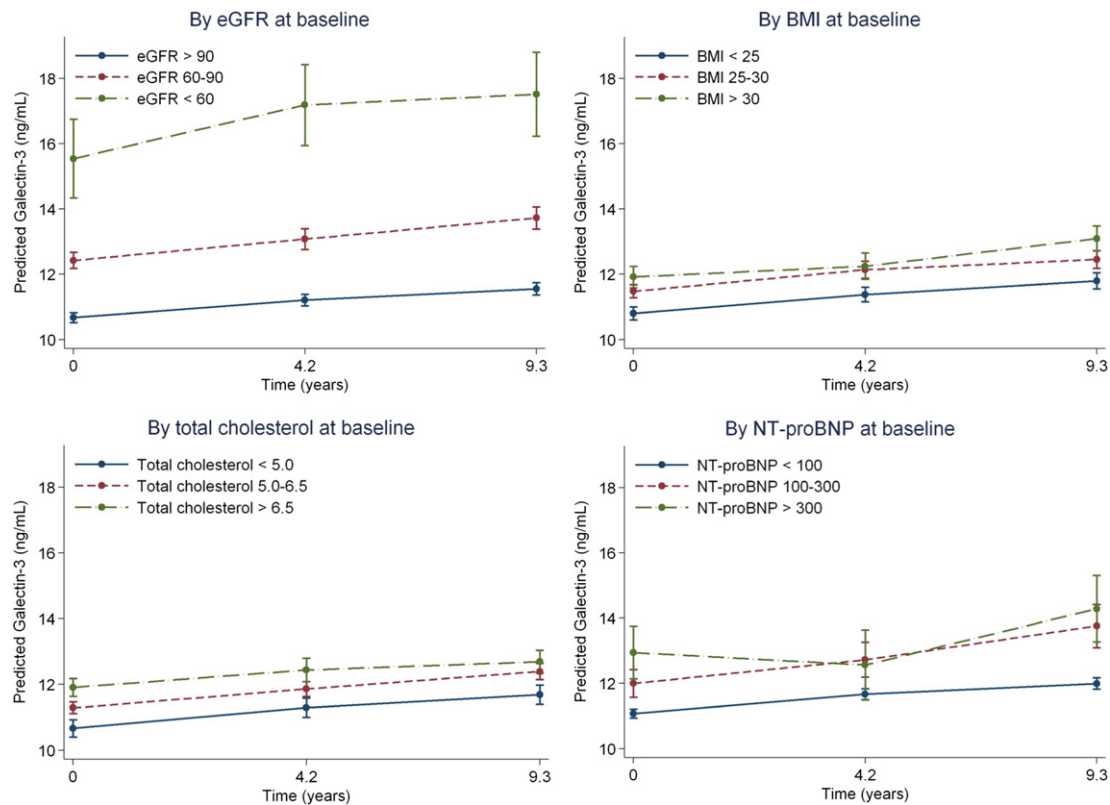 By eGFR at baseline
eGFR > 90
eGFR 60-90
eGFR < 60
18
16
14
12
10
Predicted Galectin-3 (ng/mL)
0
4.2
9.3
Time (years)
By BMI at baseline
BMI < 25
BMI 25-30
BMI > 30
18
16
14
12
10
Predicted Galectin-3 (ng/mL)
0
4.2
9.3
Time (years)
By total cholesterol at baseline
Total cholesterol < 5.0
Total cholesterol 5.0-6.5
Total cholesterol > 6.5
18
16
14
12
10
Predicted Galectin-3 (ng/mL)
0
4.2
9.3
Time (years)
By NT-proBNP at baseline
NT-proBNP < 100
NT-proBNP 100-300
NT-proBNP > 300
18
16
14
12
10
Predicted Galectin-3 (ng/mL)
0
4.2
9.3
Time (years)